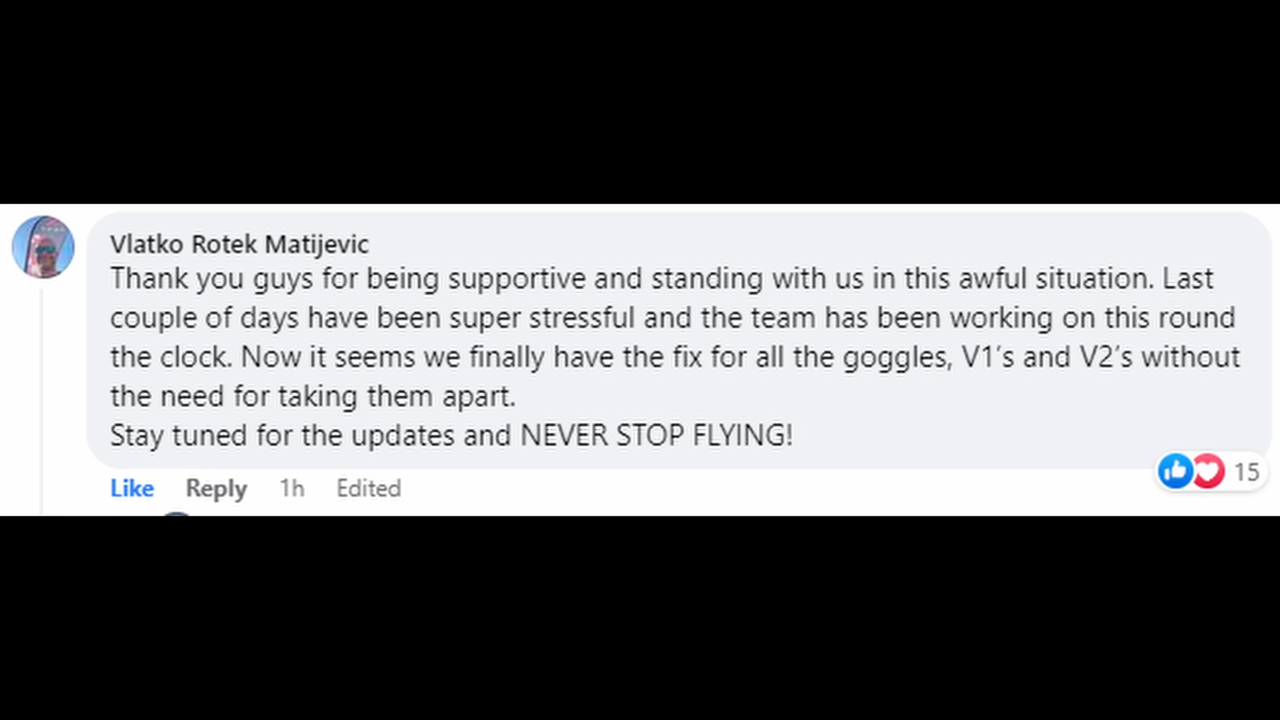 Vlatko Rotek Matijevic
Thank you guys for being supportive and standing with us in this awful situation. Last
couple of days have been super stressful and the team has been working on this round
the clock. Now it seems we finally have the fix for all the goggles, V1's and V2's without
the need for taking them apart.
Stay tuned for the updates and NEVER STOP FLYING!
Like Reply 1h Edited 15